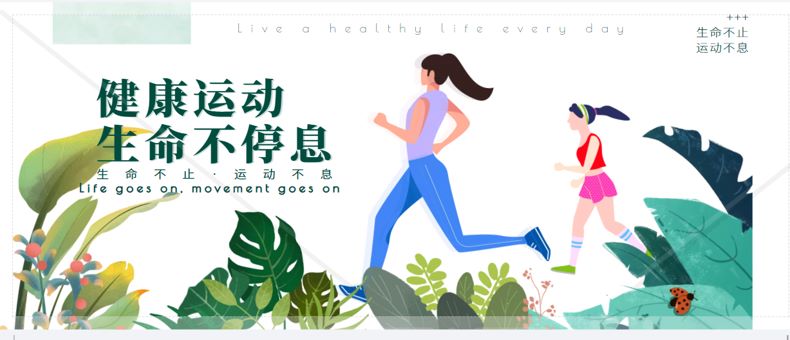 Live a healthy life every day
+++
生命不止
运动不息
健康运动
生命不停息
生命不止·运动不息
Life goes on, movement goes on